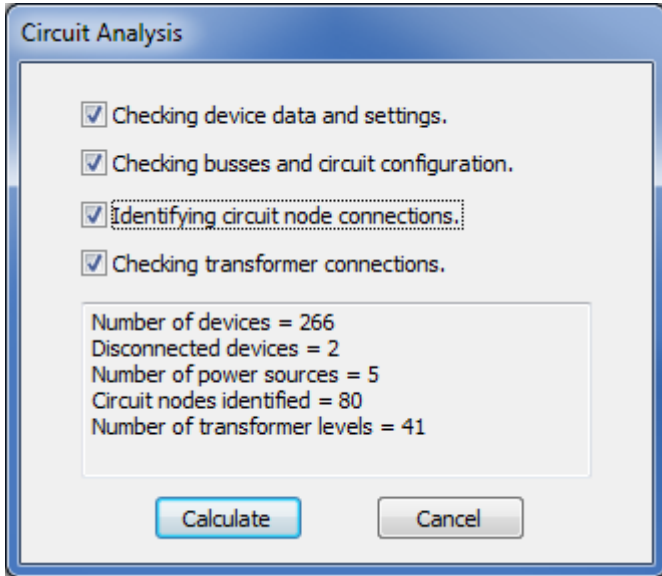 Circuit Analysis
Checking device data and settings.
Checking busses and circuit configuration.
Identifying circuit node connections.
Checking transformer connections.
Number of devices = 266
Disconnected devices = 2
Number of power sources = 5
Circuit nodes identified = 80
Number of transformer levels = 41
Calculate Cancel